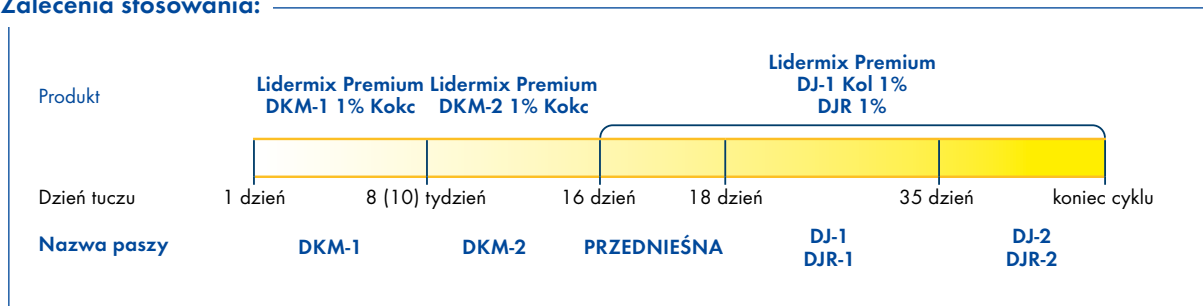 Zalecenia stosowania:
Produkt
Lidermix Premium
DKM-1 1% Kokc
Lidermix Premium
DKM-2 1% Kokc
Lidermix Premium
DJ-1 Kol 1%
DJR 1%
Dzień tuczu
1 dzień
8 (10) tydzień
16 dzień
18 dzień
35 dzień
koniec cyklu
Nazwa paszy
DKM-1
DKM-2
PRZEDNIEŚNA
DJ-1
DJR-1
DJ-2
DJR-2